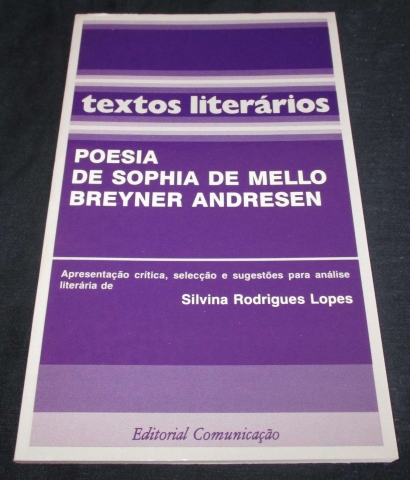 textos literários
POESIA
DE SOPHIA DE MELLO
BREYNER ANDRESEN
Apresentação crítica, selecção e sugestões para análise
literária de
Silvina Rodrigues Lopes
Editorial Comunicação